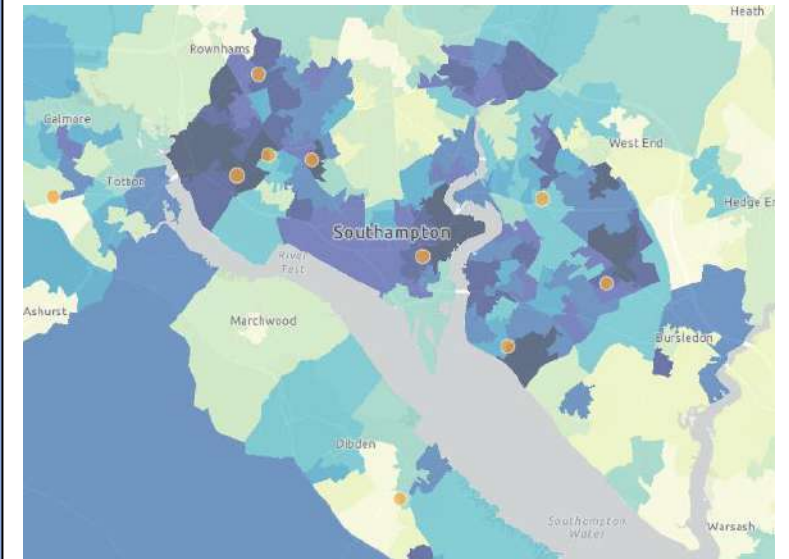 Heath
Rownhams
Calmore
West End
Totton
Hedge En
Southampton
River
Test
Ashurst
Marchwood
Bursledon
Dibden
Southampton
Water
Warsash